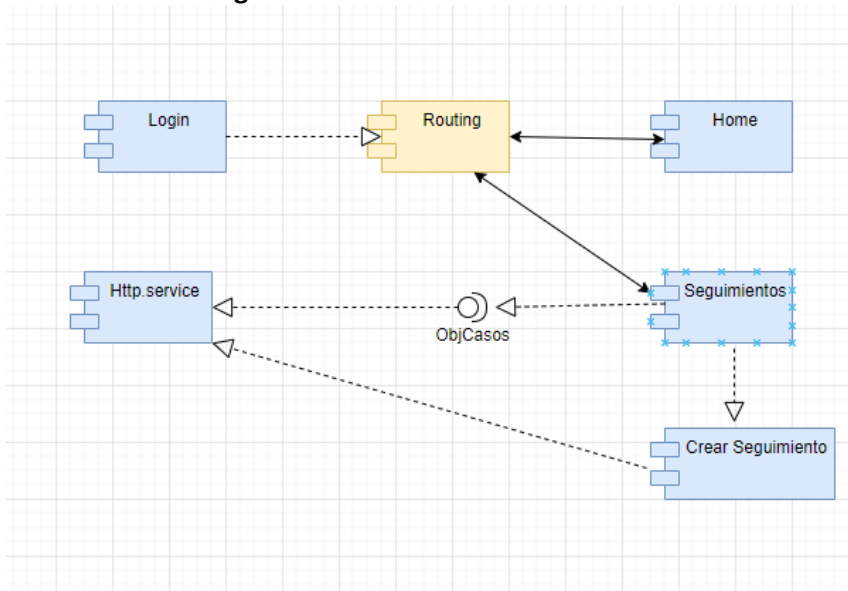 Login
Routing
Home
Http.service
ObjCasos
Seguimientos
Crear Seguimiento